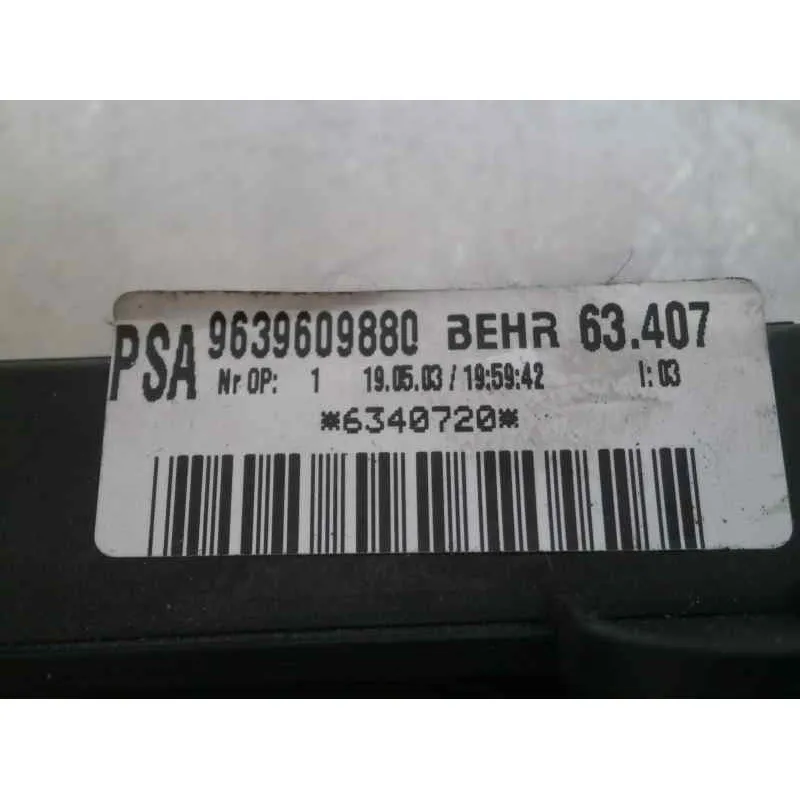 PSA 9639609880 BEHR 63.407
Nr OP: 1 19.05.03 / 19:59:42 I: 03
*6340720*